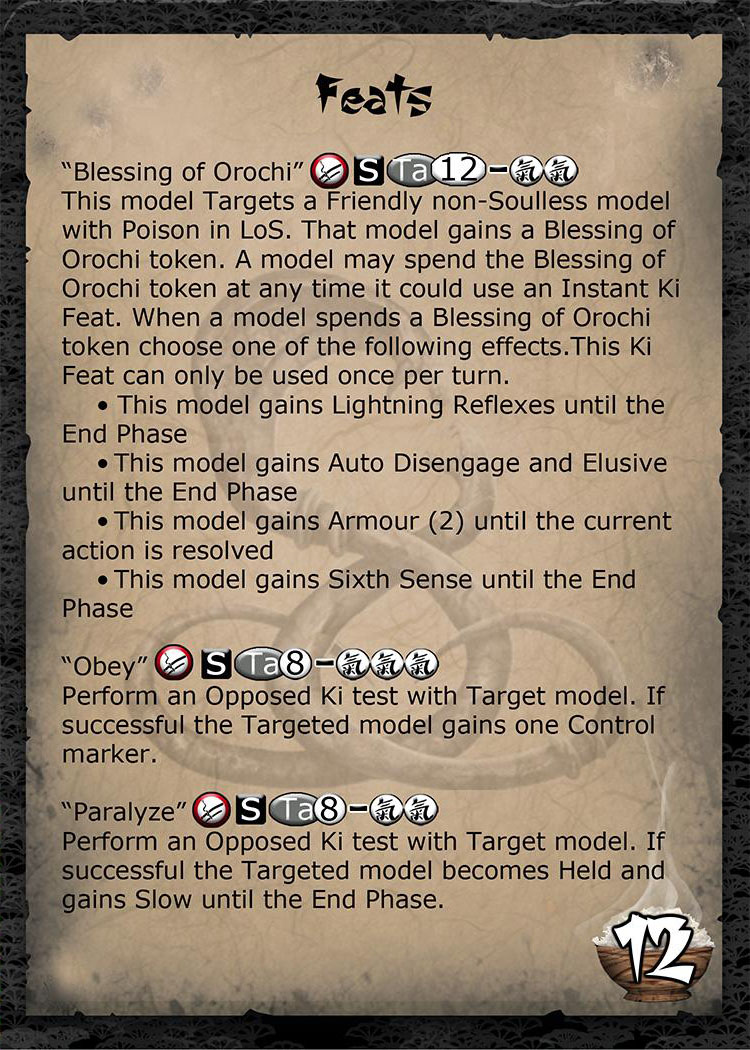 Feats
“Blessing of Orochi” S Ta 12 - 氣 氣
This model Targets a Friendly non-Soulless model
with Poison in LoS. That model gains a Blessing of
Orochi token. A model may spend the Blessing of
Orochi token at any time it could use an Instant Ki
Feat. When a model spends a Blessing of Orochi
token choose one of the following effects.This Ki
Feat can only be used once per turn.
• This model gains Lightning Reflexes until the
End Phase
• This model gains Auto Disengage and Elusive
until the End Phase
• This model gains Armour (2) until the current
action is resolved
• This model gains Sixth Sense until the End
Phase
“Obey” S Ta 8 - 氣 氣 氣
Perform an Opposed Ki test with Target model. If
successful the Targeted model gains one Control
marker.
“Paralyze” S Ta 8 - 氣 氣
Perform an Opposed Ki test with Target model. If
successful the Targeted model becomes Held and
gains Slow until the End Phase.
12